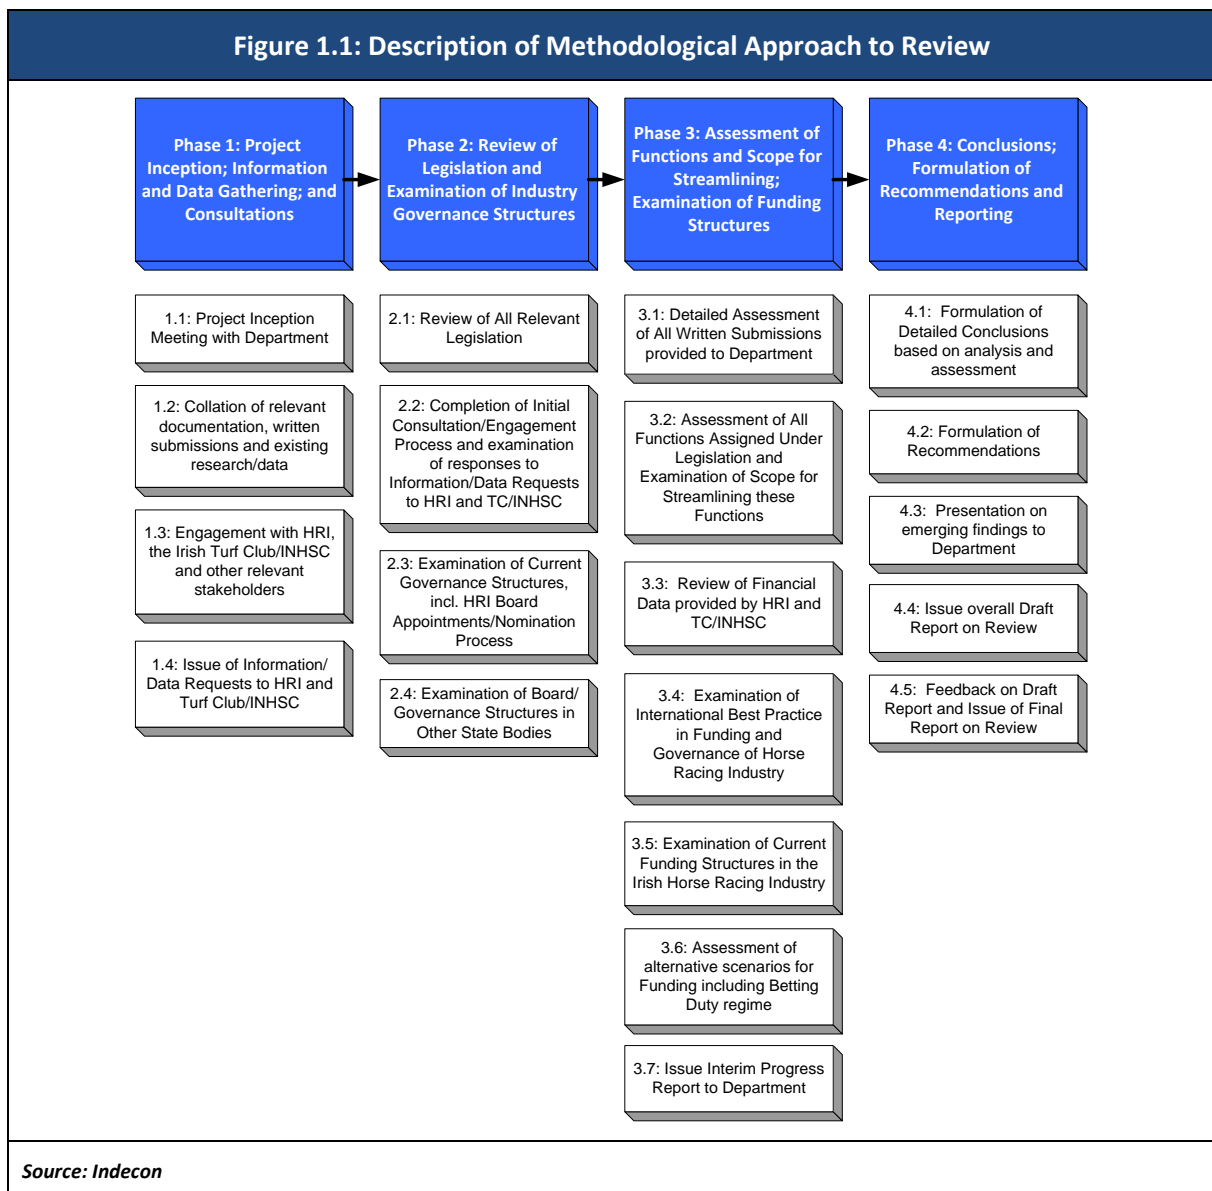 Figure 1.1: Description of Methodological Approach to Review
Phase 1: Project
Inception; Information
and Data Gathering; and
Consultations
Phase 2: Review of
Legislation and
Examination of Industry
Governance Structures
Phase 3: Assessment of
Functions and Scope for
Streamlining;
Examination of Funding
Structures
Phase 4: Conclusions;
Formulation of
Recommendations and
Reporting
1.1: Project Inception
Meeting with Department
1.2: Collation of relevant
documentation, written
submissions and existing
research/data
1.3: Engagement with HRI,
the Irish Turf Club/INHSC
and other relevant
stakeholders
1.4: Issue of Information/
Data Requests to HRI and
Turf Club/INHSC
2.1: Review of All Relevant
Legislation
2.2: Completion of Initial
Consultation/Engagement
Process and examination
of responses to
Information/Data Requests
to HRI and TC/INHSC
2.3: Examination of Current
Governance Structures,
incl. HRI Board
Appointments/Nomination
Process
2.4: Examination of Board/
Governance Structures in
Other State Bodies
3.1: Detailed Assessment
of All Written Submissions
provided to Department
3.2: Assessment of All
Functions Assigned Under
Legislation and
Examination of Scope for
Streamlining these
Functions
3.3: Review of Financial
Data provided by HRI and
TC/INHSC
3.4: Examination of
International Best Practice
in Funding and
Governance of Horse
Racing Industry
3.5: Examination of Current
Funding Structures in the
Irish Horse Racing Industry
3.6: Assessment of
alternative scenarios for
Funding including Betting
Duty regime
3.7: Issue Interim Progress
Report to Department
4.1: Formulation of
Detailed Conclusions
based on analysis and
assessment
4.2: Formulation of
Recommendations
4.3: Presentation on
emerging findings to
Department
4.4: Issue overall Draft
Report on Review
4.5: Feedback on Draft
Report and Issue of Final
Report on Review
Source: Indecon